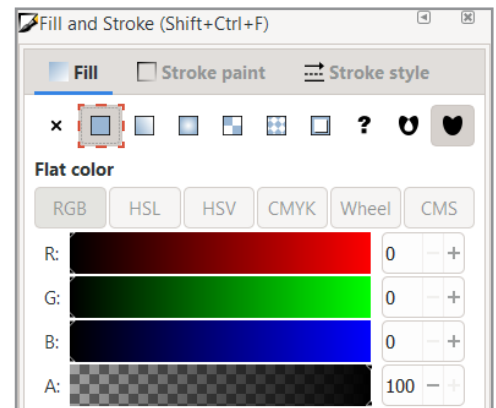 Fill and Stroke (Shift+Ctrl+F)
Fill Stroke paint Stroke style
?
Flat color
RGB HSL HSV CMYK Wheel CMS
R: 0 − +
G: 0 − +
B: 0 − +
A: 100 − +